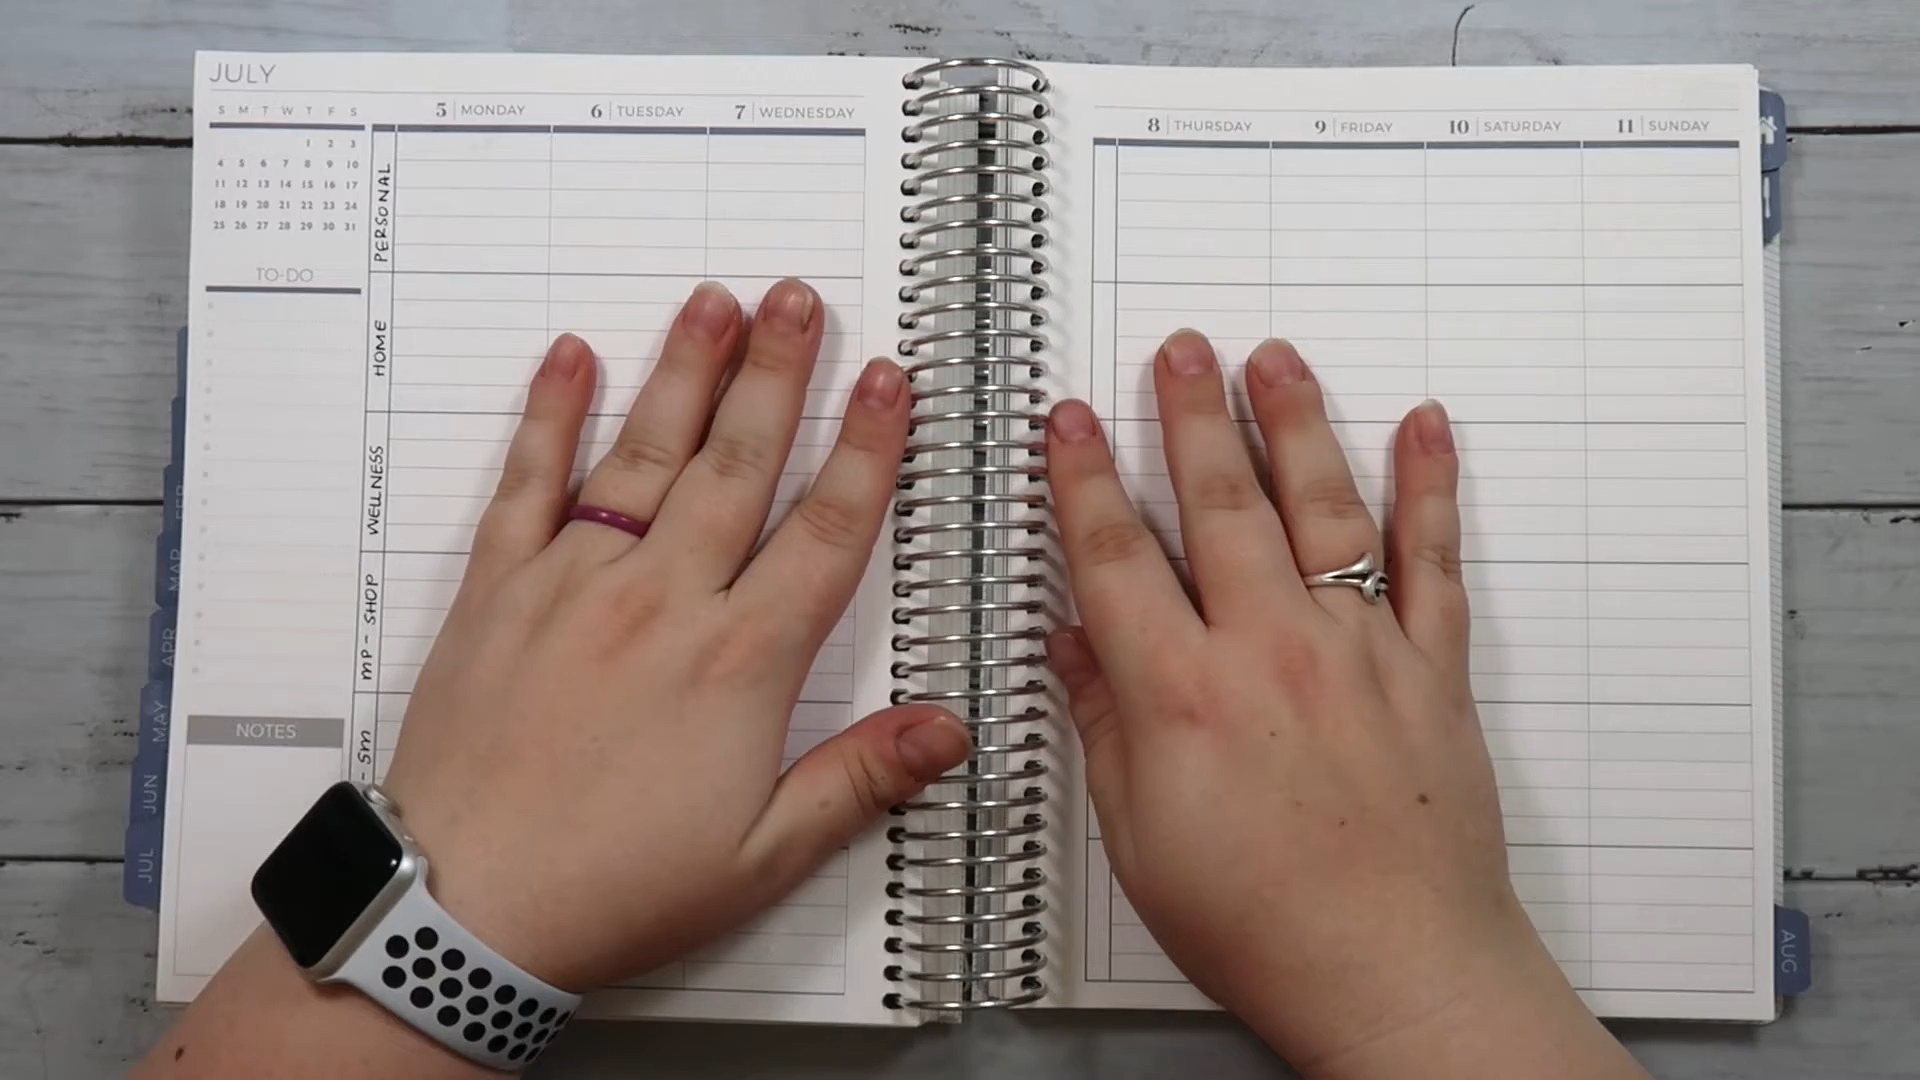 JULY
S M T W T F S
1 2 3
4 5 6 7 8 9 10
11 12 13 14 15 16 17
18 19 20 21 22 23 24
25 26 27 28 29 30 31
TO-DO
NOTES
5 MONDAY 6 TUESDAY 7 WEDNESDAY
PERSONAL
HOME
WELLNESS
MP - SHOP
- SM
8 THURSDAY 9 FRIDAY 10 SATURDAY 11 SUNDAY
FEB
MAR
APR
MAY
JUN
JUL
AUG